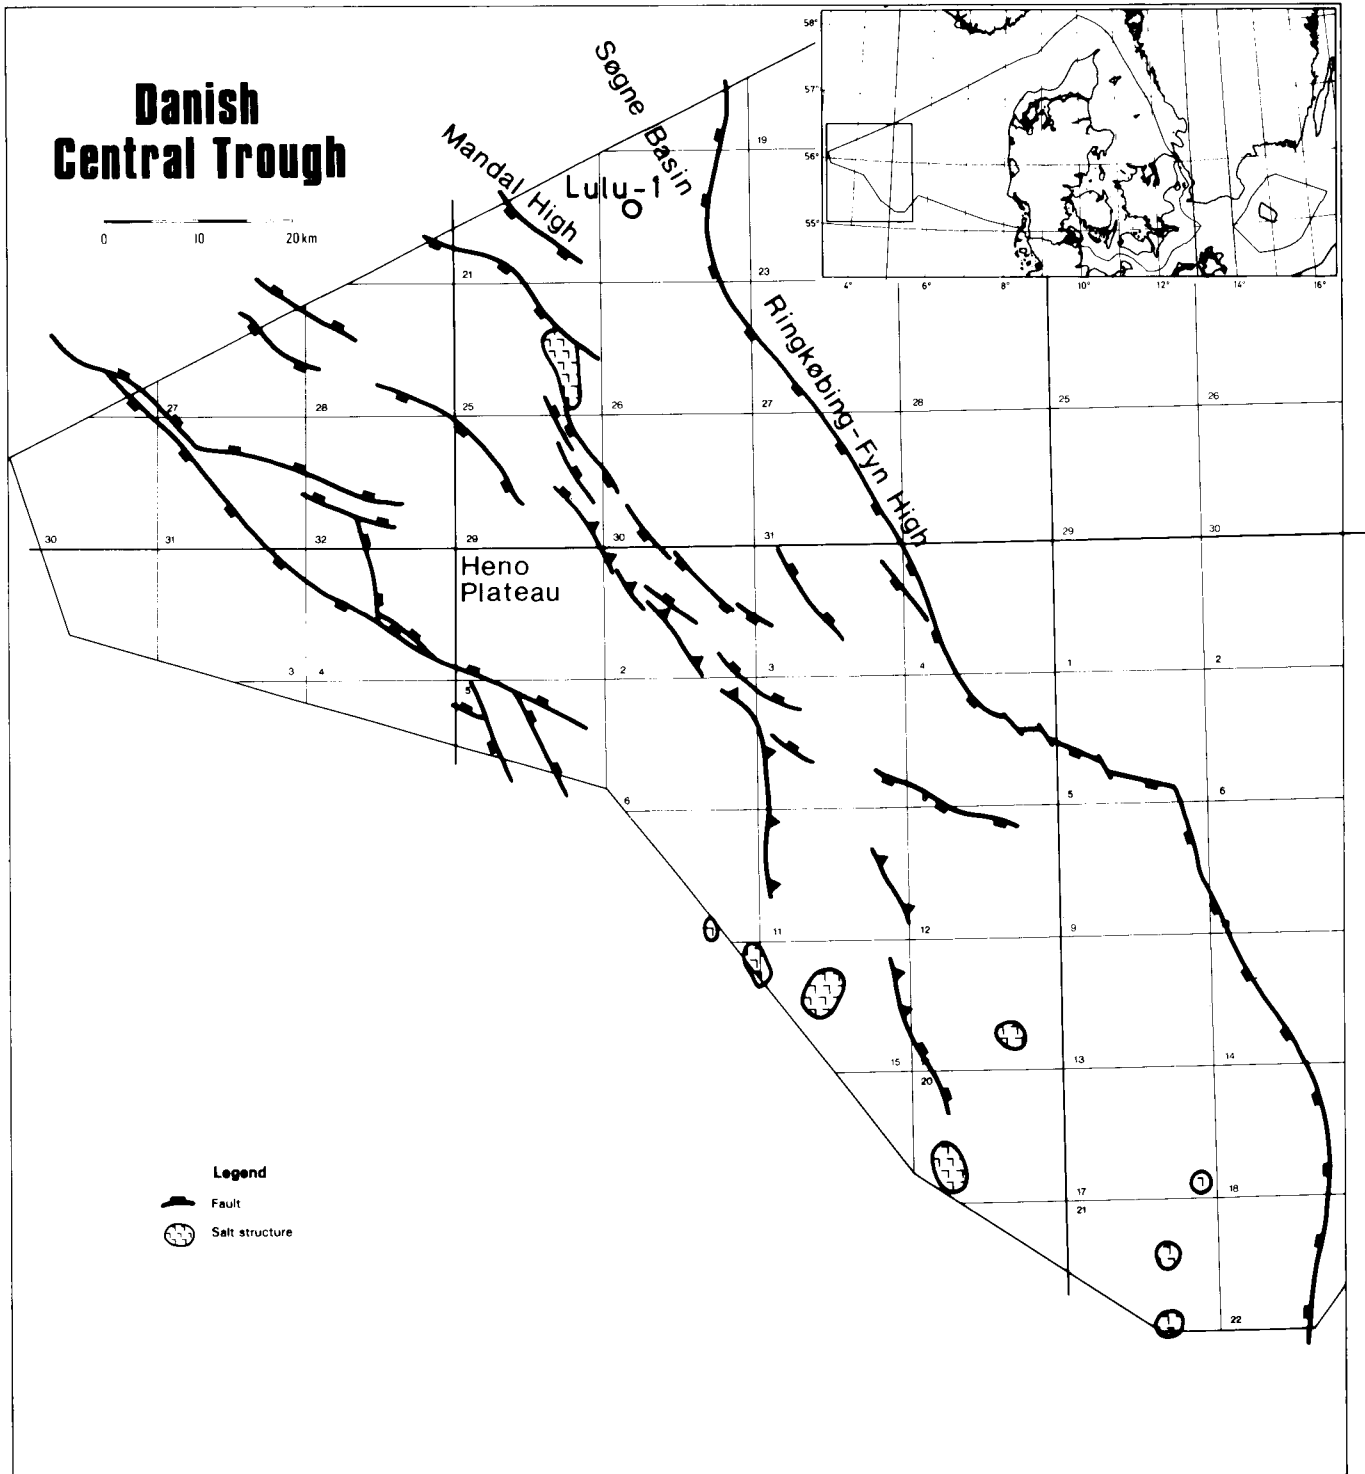 Danish
Central Trough
0 10 20 km
Søgne Basin
Mandal High
Lulu-1
Ringkøbing-Fyn High
Heno
Plateau
58°
57°
56°
55°
4° 6° 8° 10° 12° 14° 16°
19
21 23
27 28 25 26 27 28 25 26
30 31 32 29 30 31 29 30
3 4 5 2 3 4 1 2
6 5 6
11 12 9
15 20 13 14
17 18
21
22
Legend
Fault
Salt structure